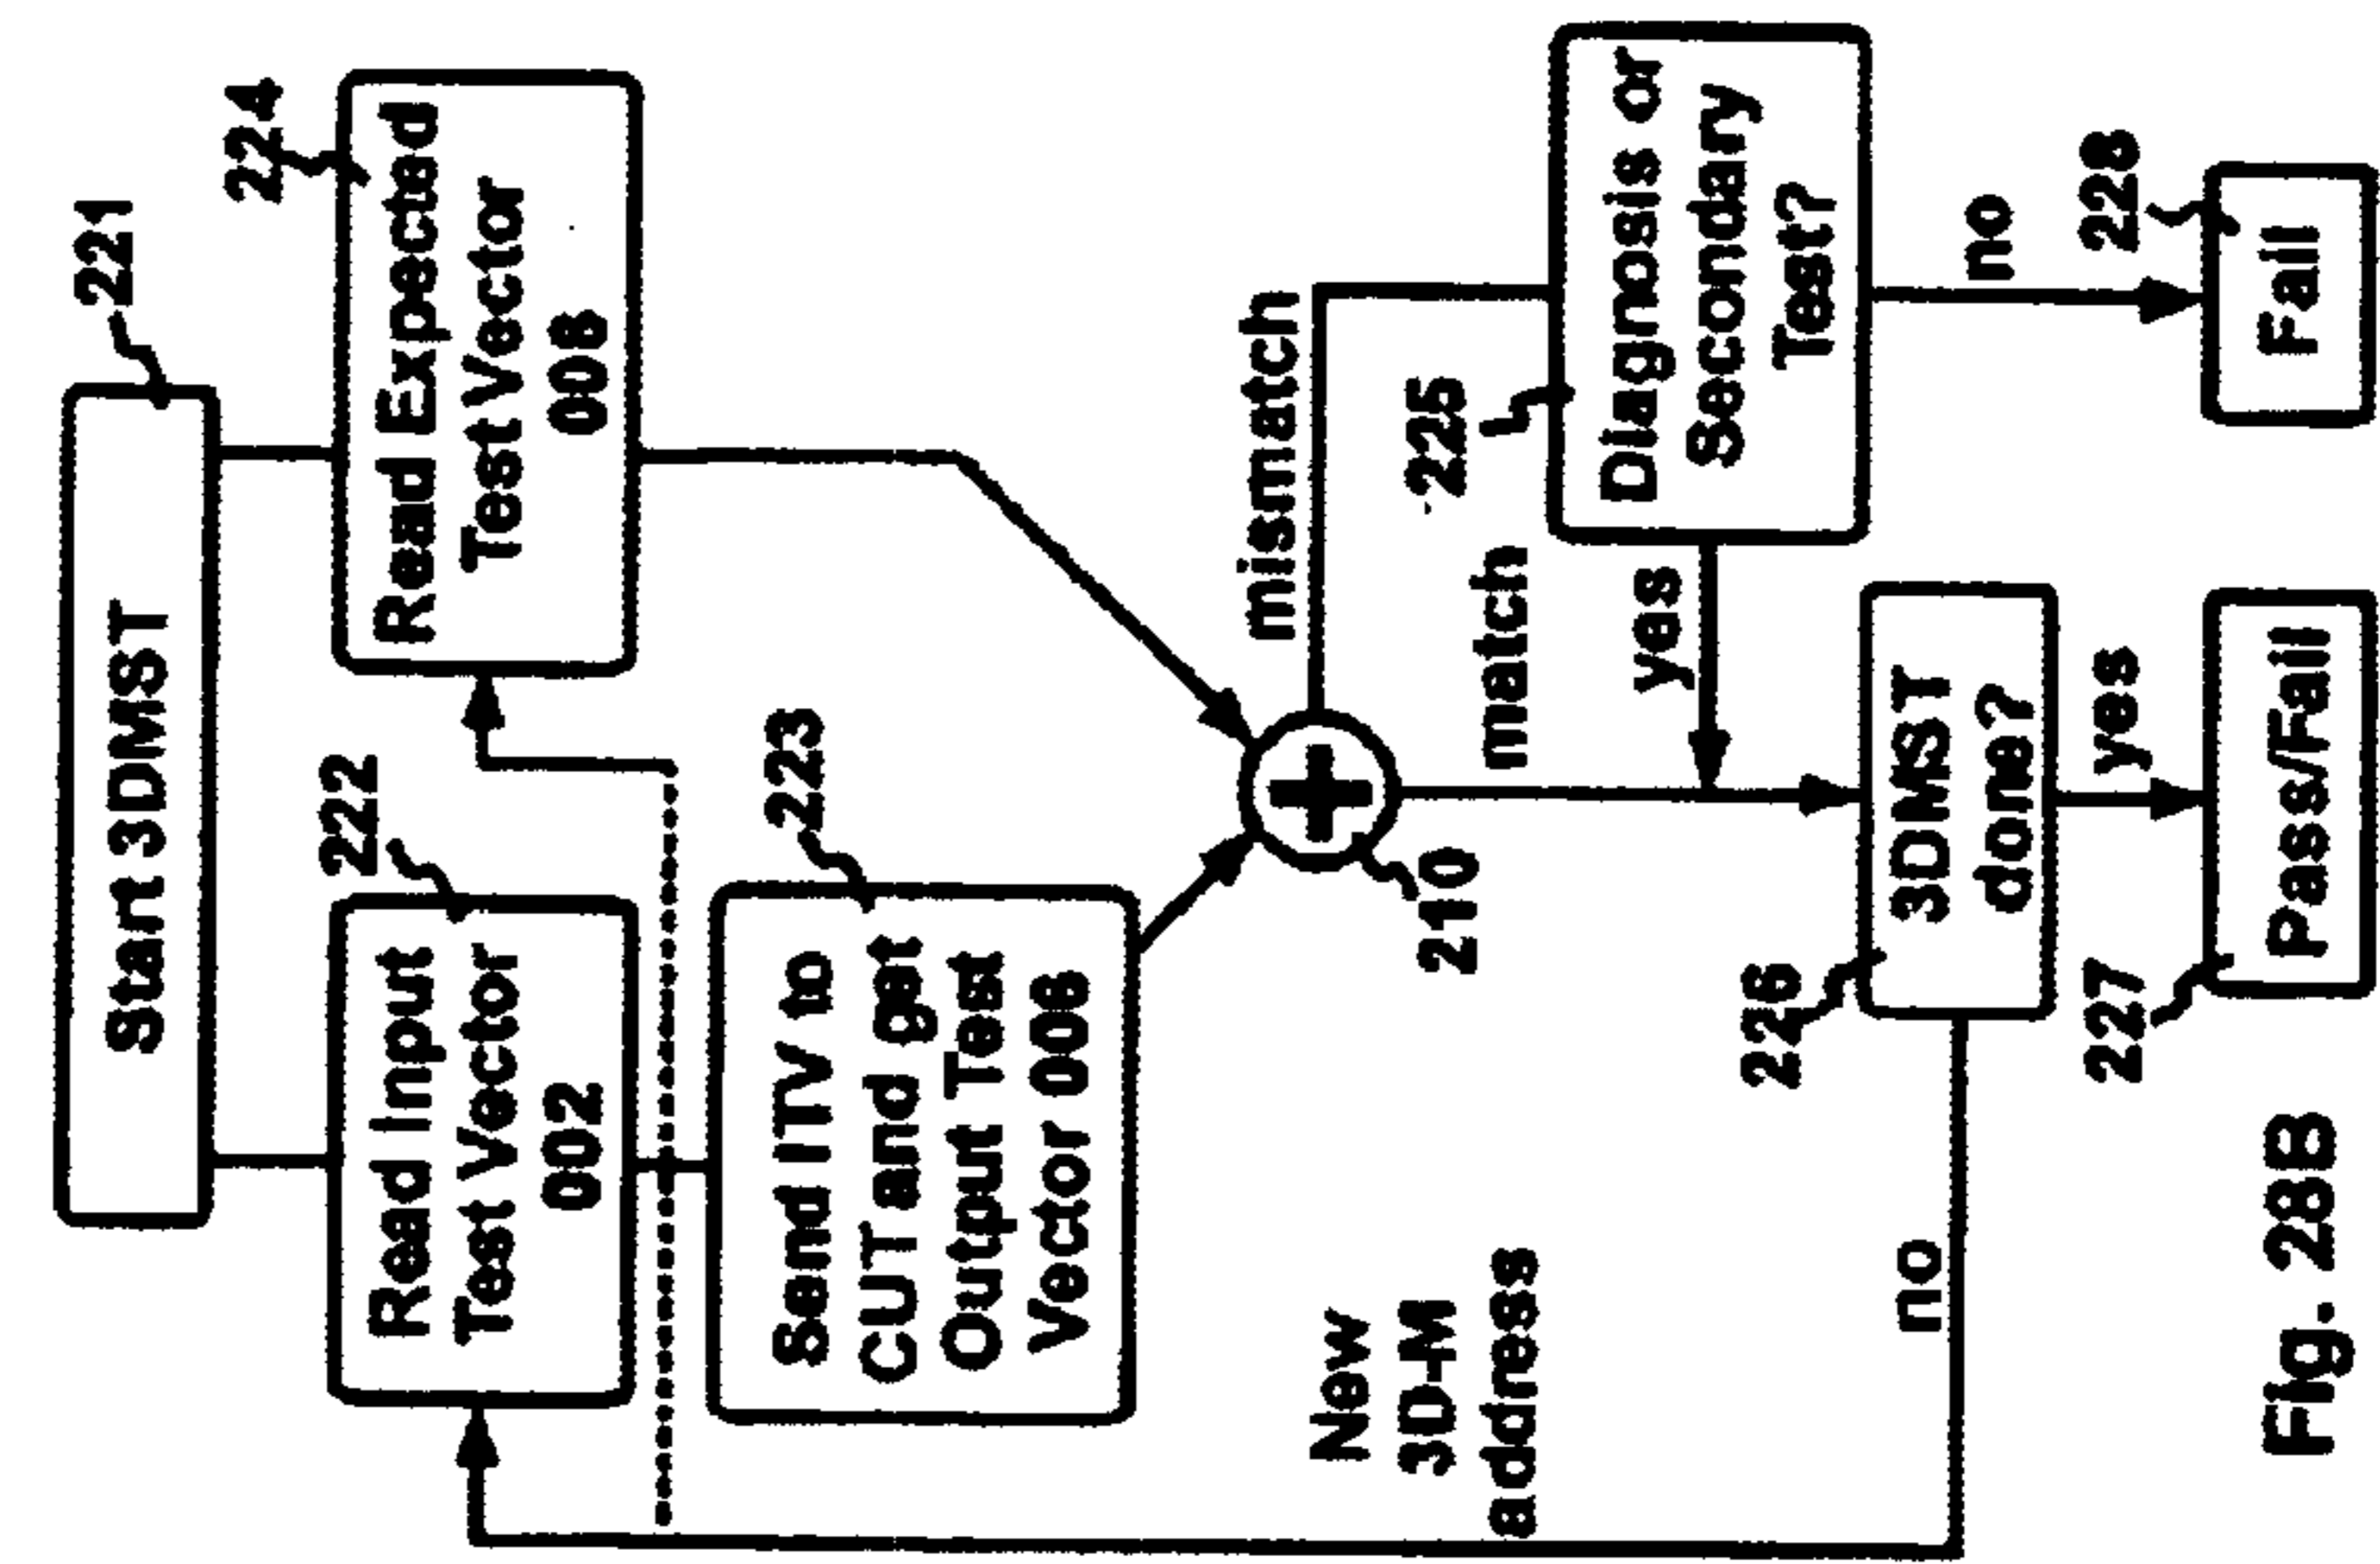 221
Start 3DMST
222
224
Read Input
Test Vector
002
Read Expected
Test Vector
008
223
Send ITV to
CUT and get
Output Test
Vector 006
mismatch
210
match
225
Diagnosis or
Secondary
Test?
yes
New
3D-M
address
226
3DMST
done?
no
no
yes
227
Pass/Fail
228
Fail
Fig. 28B